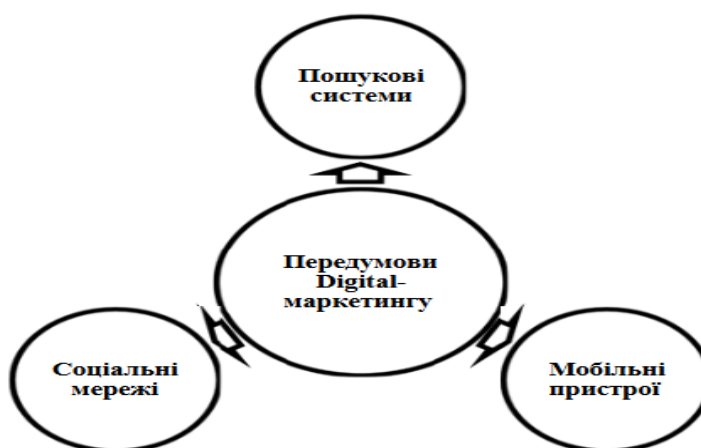 Пошукові
системи
Передумови
Digital-
маркетингу
Соціальні
мережі
Мобільні
пристрої